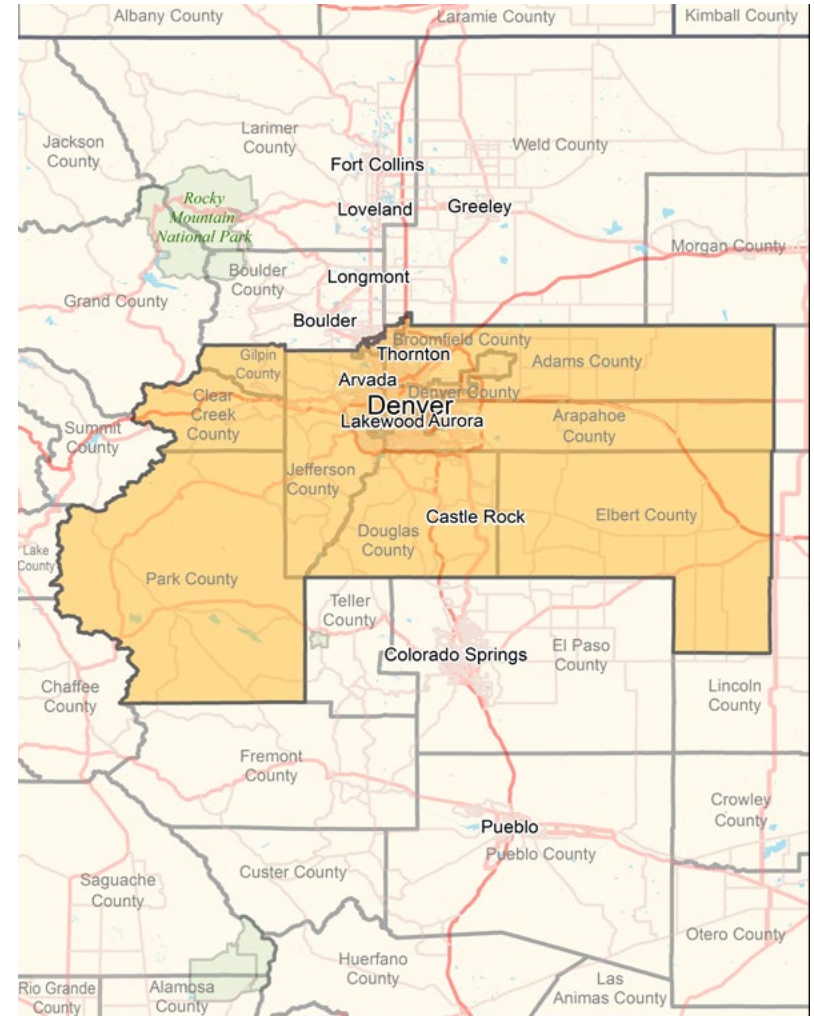 Albany County
Laramie County
Kimball County
Jackson
County
Larimer
County
Weld County
Fort Collins
Rocky
Mountain
National Park
Loveland
Greeley
Morgan County
Boulder
County
Longmont
Grand County
Boulder
Broomfield County
Gilpin
County
Thornton
Adams County
Arvada
Denver County
Clear
Creek
County
Denver
Lakewood Aurora
Arapahoe
County
Summit
County
Jefferson
County
Castle Rock
Elbert County
Douglas
County
Lake
County
Park County
Teller
County
Colorado Springs
El Paso
County
Chaffee
County
Lincoln
County
Fremont
County
Crowley
County
Pueblo
Pueblo County
Custer County
Saguache
County
Otero County
Huerfano
County
Rio Grande
County
Alamosa
County
Las
Animas County